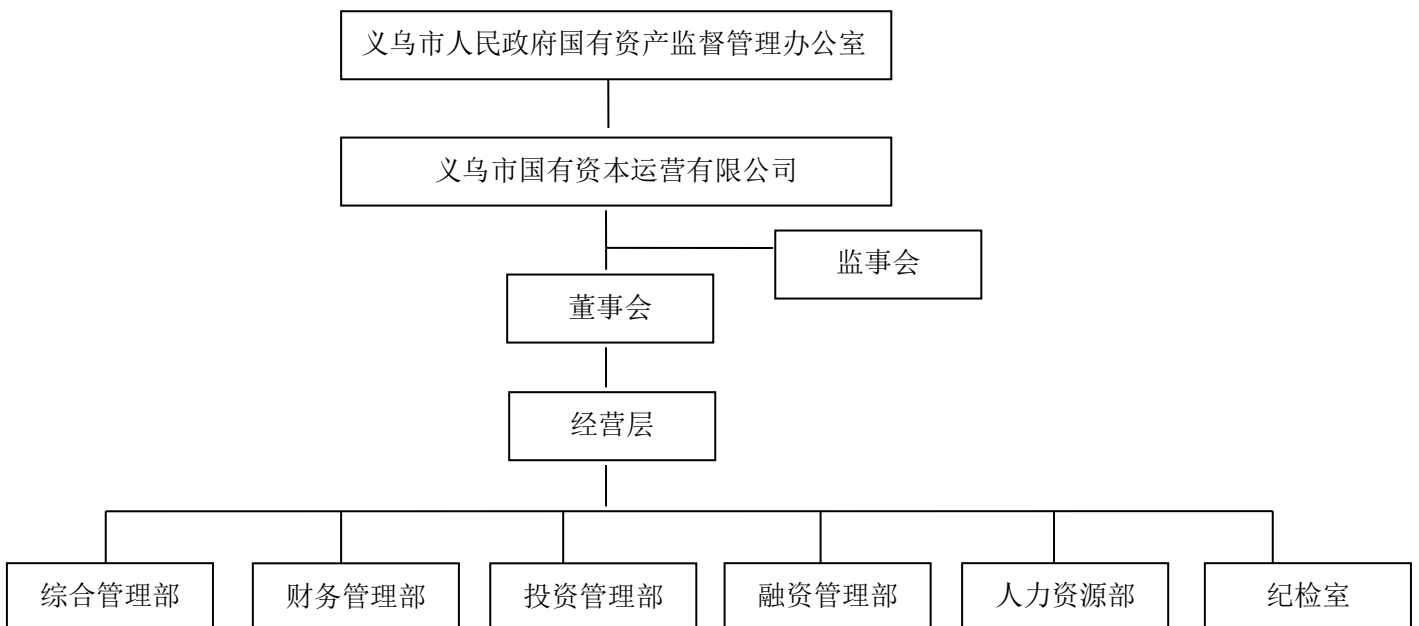 义乌市人民政府国有资产监督管理办公室
义乌市国有资本运营有限公司
监事会
董事会
经营层
综合管理部
财务管理部
投资管理部
融资管理部
人力资源部
纪检室